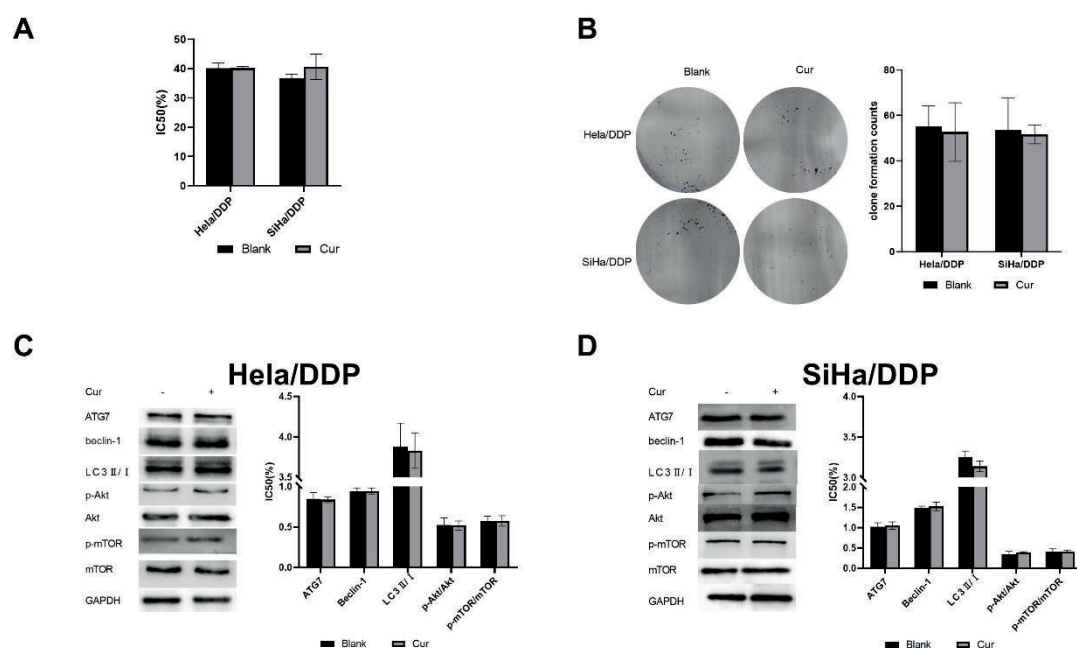 A
IC50(%)
50
40
30
20
10
0
Hela/DDP
SiHa/DDP
Blank
Cur
B
Blank
Cur
Hela/DDP
SiHa/DDP
clone formation counts
80
60
40
20
0
Hela/DDP
SiHa/DDP
Blank
Cur
C
Hela/DDP
Cur - +
ATG7
beclin-1
LC3 Ⅱ/Ⅰ
p-Akt
Akt
p-mTOR
mTOR
GAPDH
IC50(%)
4.5
4.0
3.5
1.0
0.5
0.0
ATG7
Beclin-1
LC3 Ⅱ/Ⅰ
p-Akt/Akt
p-mTOR/mTOR
Blank
Cur
D
SiHa/DDP
Cur - +
ATG7
beclin-1
LC3 Ⅱ/Ⅰ
p-Akt
Akt
p-mTOR
mTOR
GAPDH
IC50(%)
4.5
4.0
3.5
3.0
2.0
1.5
1.0
0.5
0.0
ATG7
Beclin-1
LC3 Ⅱ/Ⅰ
p-Akt/Akt
p-mTOR/mTOR
Blank
Cur